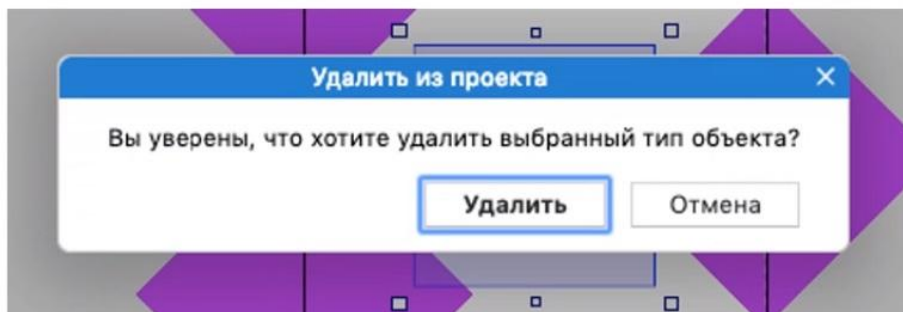 Удалить из проекта
Вы уверены, что хотите удалить выбранный тип объекта?
Удалить
Отмена